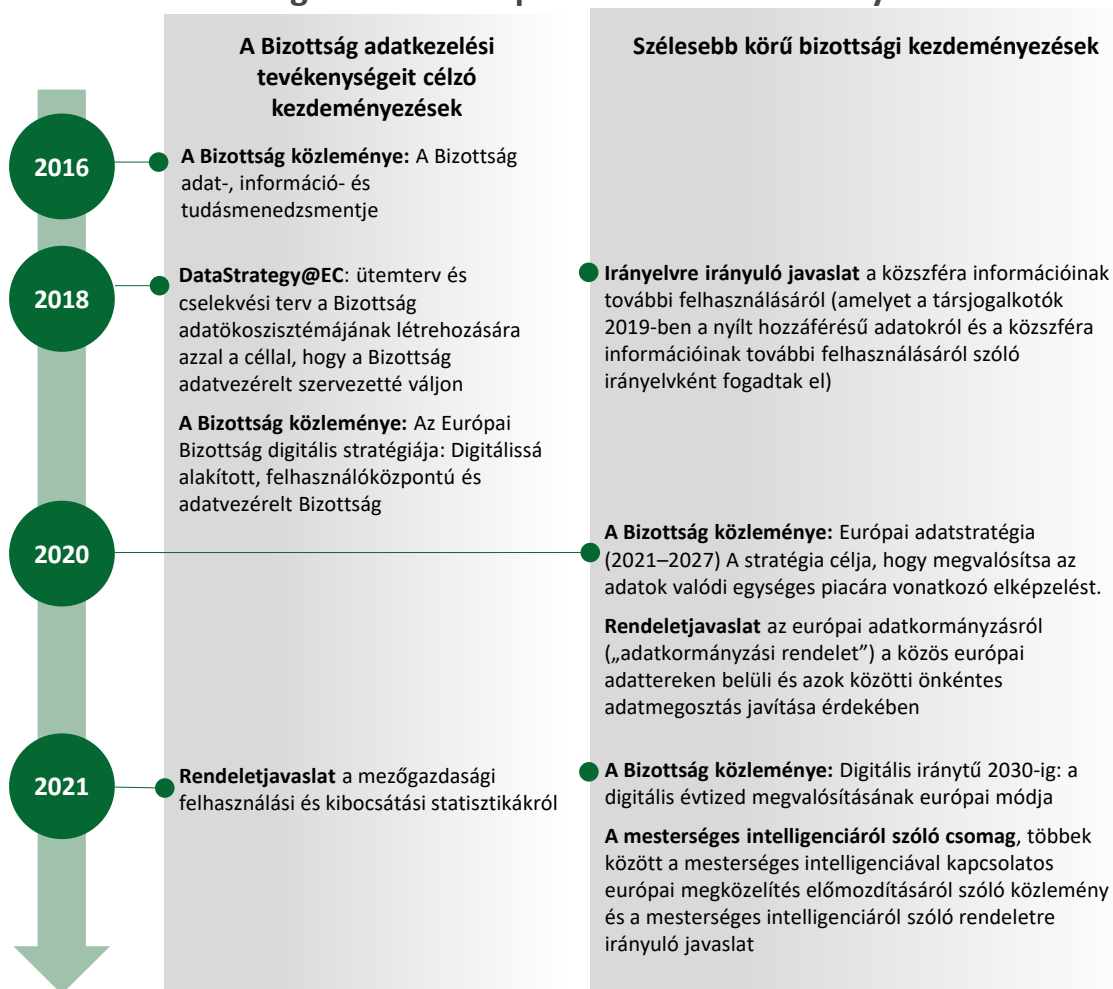 A Bizottság adatkezelési
tevékenységeit célzó
kezdeményezések
Szélesebb körű bizottsági kezdeményezések
2016
A Bizottság közleménye: A Bizottság
adat-, információ- és
tudásmenedzsmentje
2018
DataStrategy@EC: ütemterv és
cselekvési terv a Bizottság
adatökoszisztémájának létrehozására
azzal a céllal, hogy a Bizottság
adatvezérelt szervezetté váljon
A Bizottság közleménye: Az Európai
Bizottság digitális stratégiája: Digitálissá
alakított, felhasználóközpontú és
adatvezérelt Bizottság
Irányelvre irányuló javaslat a közszféra információinak
további felhasználásáról (amelyet a társjogalkotók
2019-ben a nyílt hozzáférésű adatokról és a közszféra
információinak további felhasználásáról szóló
irányelvként fogadtak el)
2020
A Bizottság közleménye: Európai adatstratégia
(2021–2027) A stratégia célja, hogy megvalósítsa az
adatok valódi egységes piacára vonatkozó elképzelést.
Rendeletjavaslat az európai adatkormányzásról
(„adatkormányzási rendelet”) a közös európai
adattereken belüli és azok közötti önkéntes
adatmegosztás javítása érdekében
2021
Rendeletjavaslat a mezőgazdasági
felhasználási és kibocsátási statisztikákról
A Bizottság közleménye: Digitális iránytű 2030-ig: a
digitális évtized megvalósításának európai módja
A mesterséges intelligenciáról szóló csomag, többek
között a mesterséges intelligenciával kapcsolatos
európai megközelítés előmozdításáról szóló közlemény
és a mesterséges intelligenciáról szóló rendeletre
irányuló javaslat